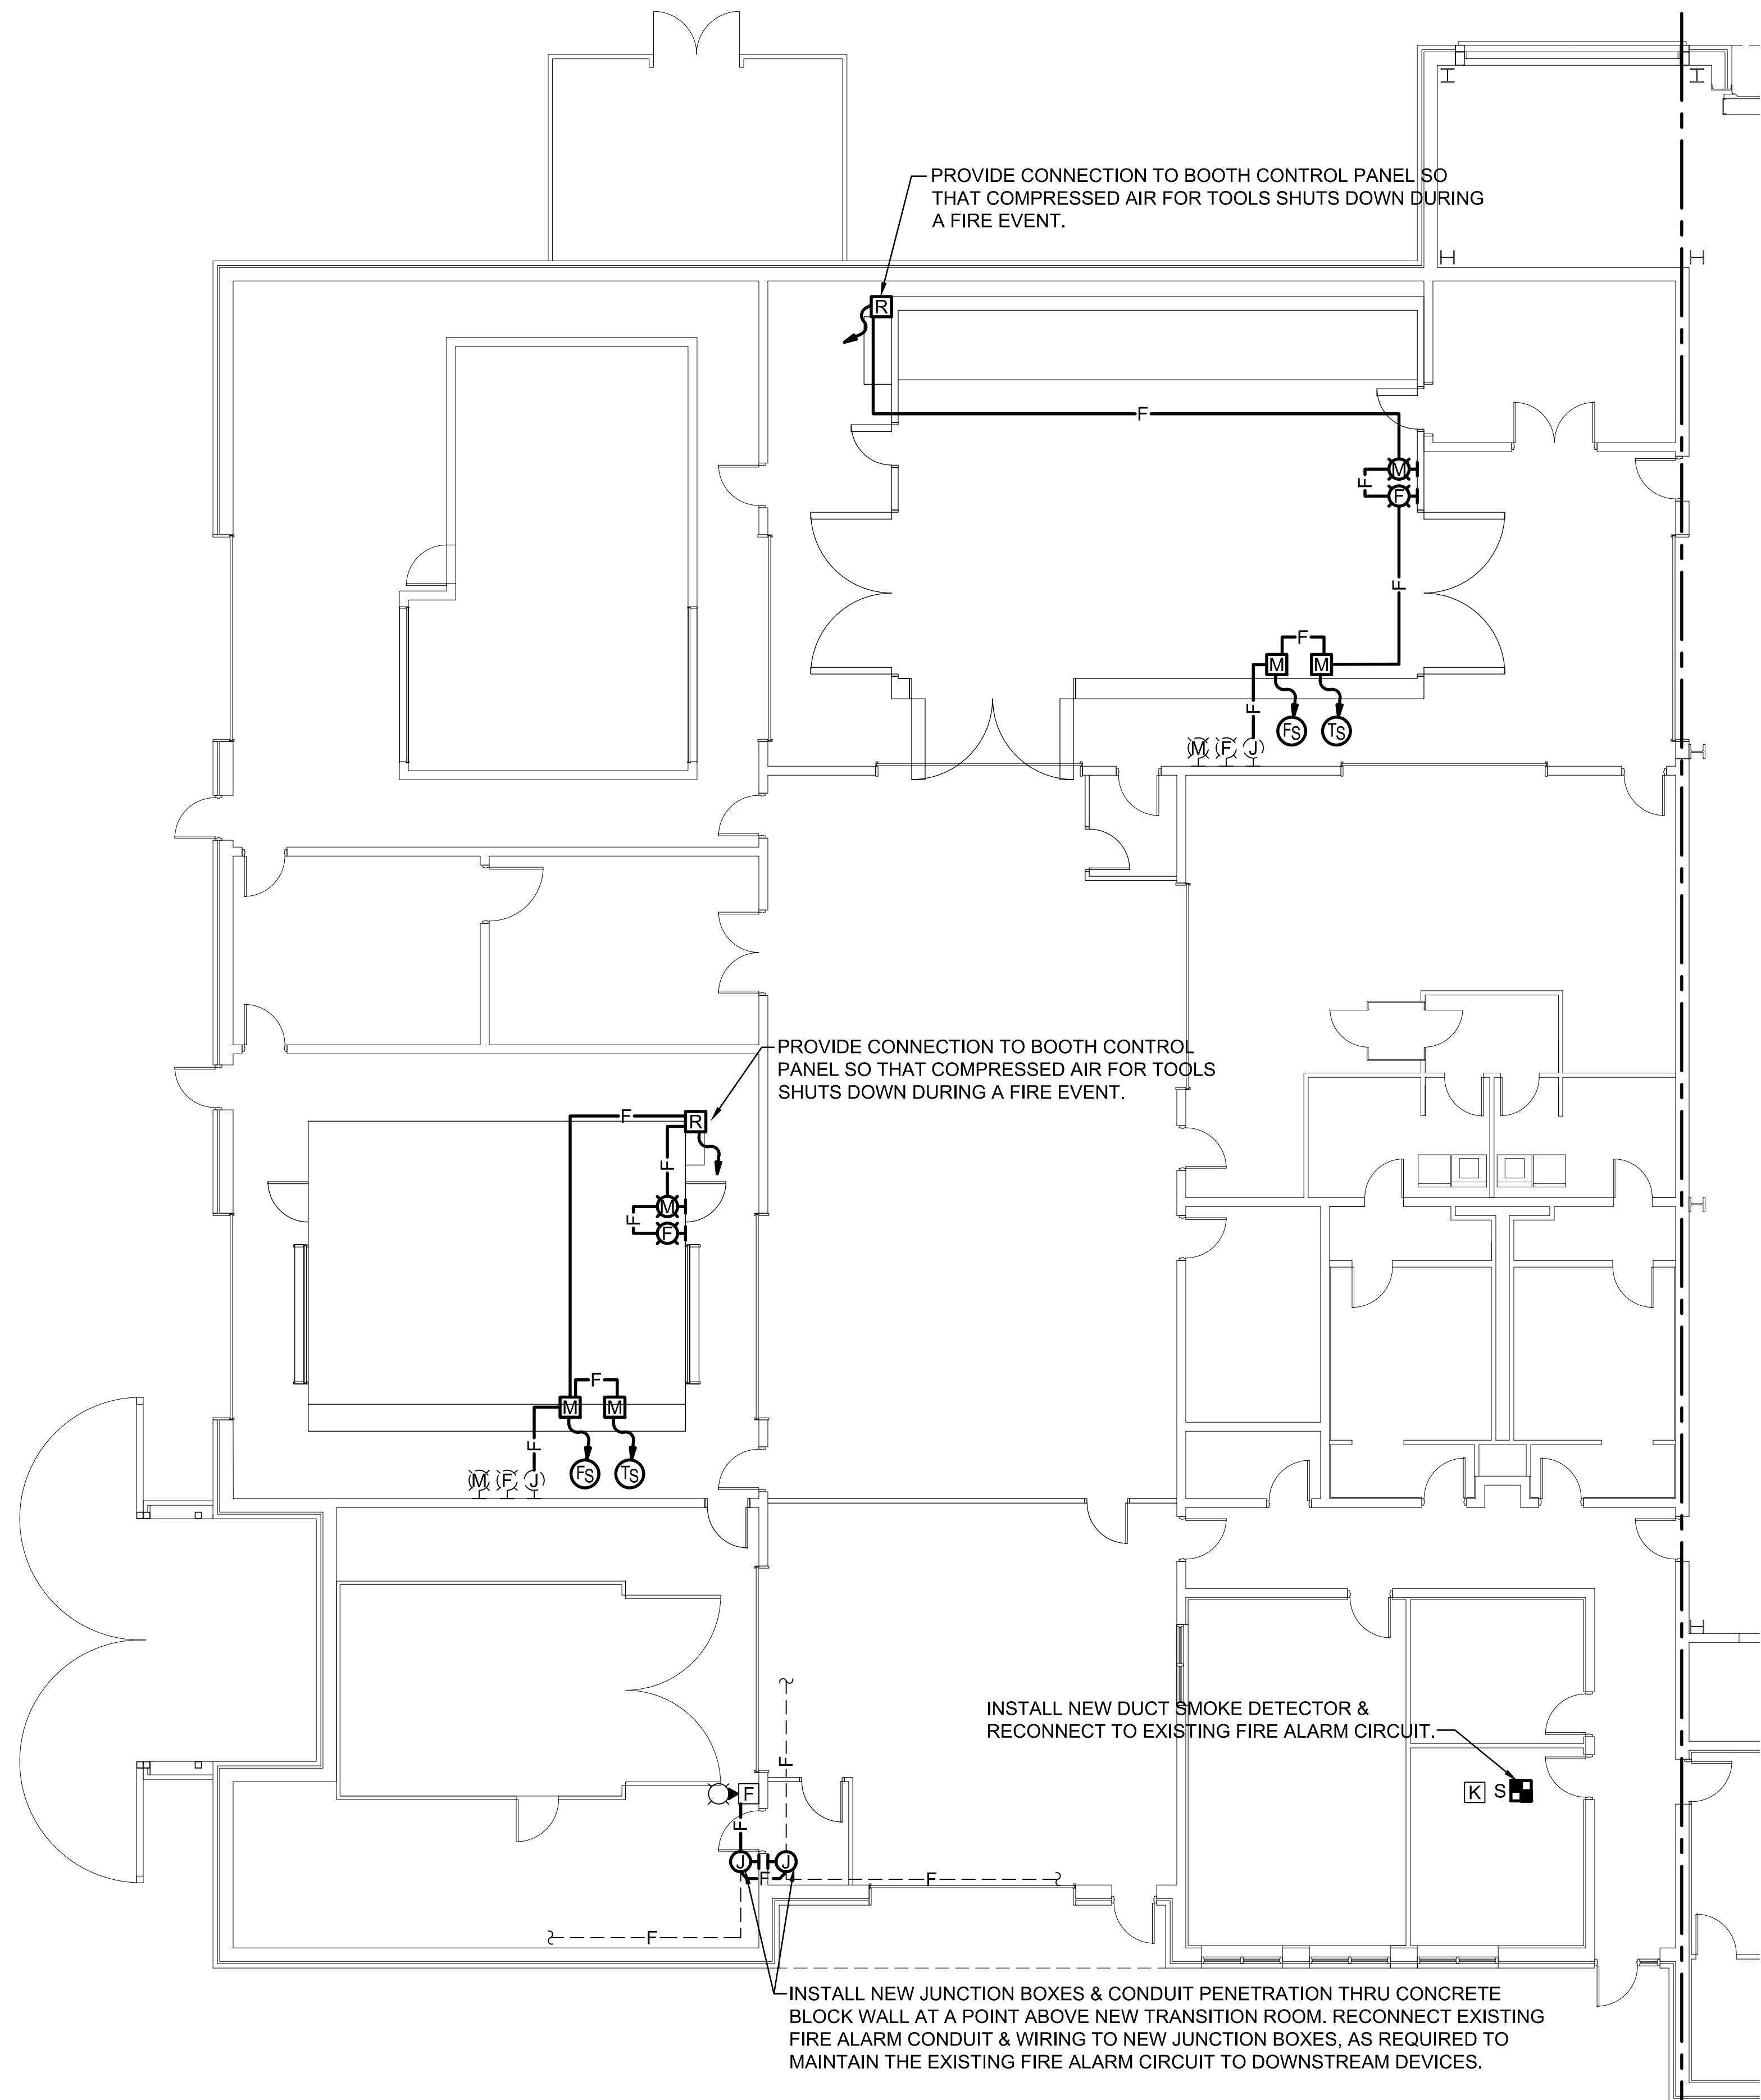 PROVIDE CONNECTION TO BOOTH CONTROL PANEL SO
THAT COMPRESSED AIR FOR TOOLS SHUTS DOWN DURING
A FIRE EVENT.
R
F
M
F
F
F
F
M
M
F
FS
TS
M
F
J
PROVIDE CONNECTION TO BOOTH CONTROL
PANEL SO THAT COMPRESSED AIR FOR TOOLS
SHUTS DOWN DURING A FIRE EVENT.
F
R
F
M
F
F
F
M
M
F
FS
TS
M
F
J
INSTALL NEW DUCT SMOKE DETECTOR &
RECONNECT TO EXISTING FIRE ALARM CIRCUIT.
F
K S
F
F
J
J
F
F
F
INSTALL NEW JUNCTION BOXES & CONDUIT PENETRATION THRU CONCRETE
BLOCK WALL AT A POINT ABOVE NEW TRANSITION ROOM. RECONNECT EXISTING
FIRE ALARM CONDUIT & WIRING TO NEW JUNCTION BOXES, AS REQUIRED TO
MAINTAIN THE EXISTING FIRE ALARM CIRCUIT TO DOWNSTREAM DEVICES.